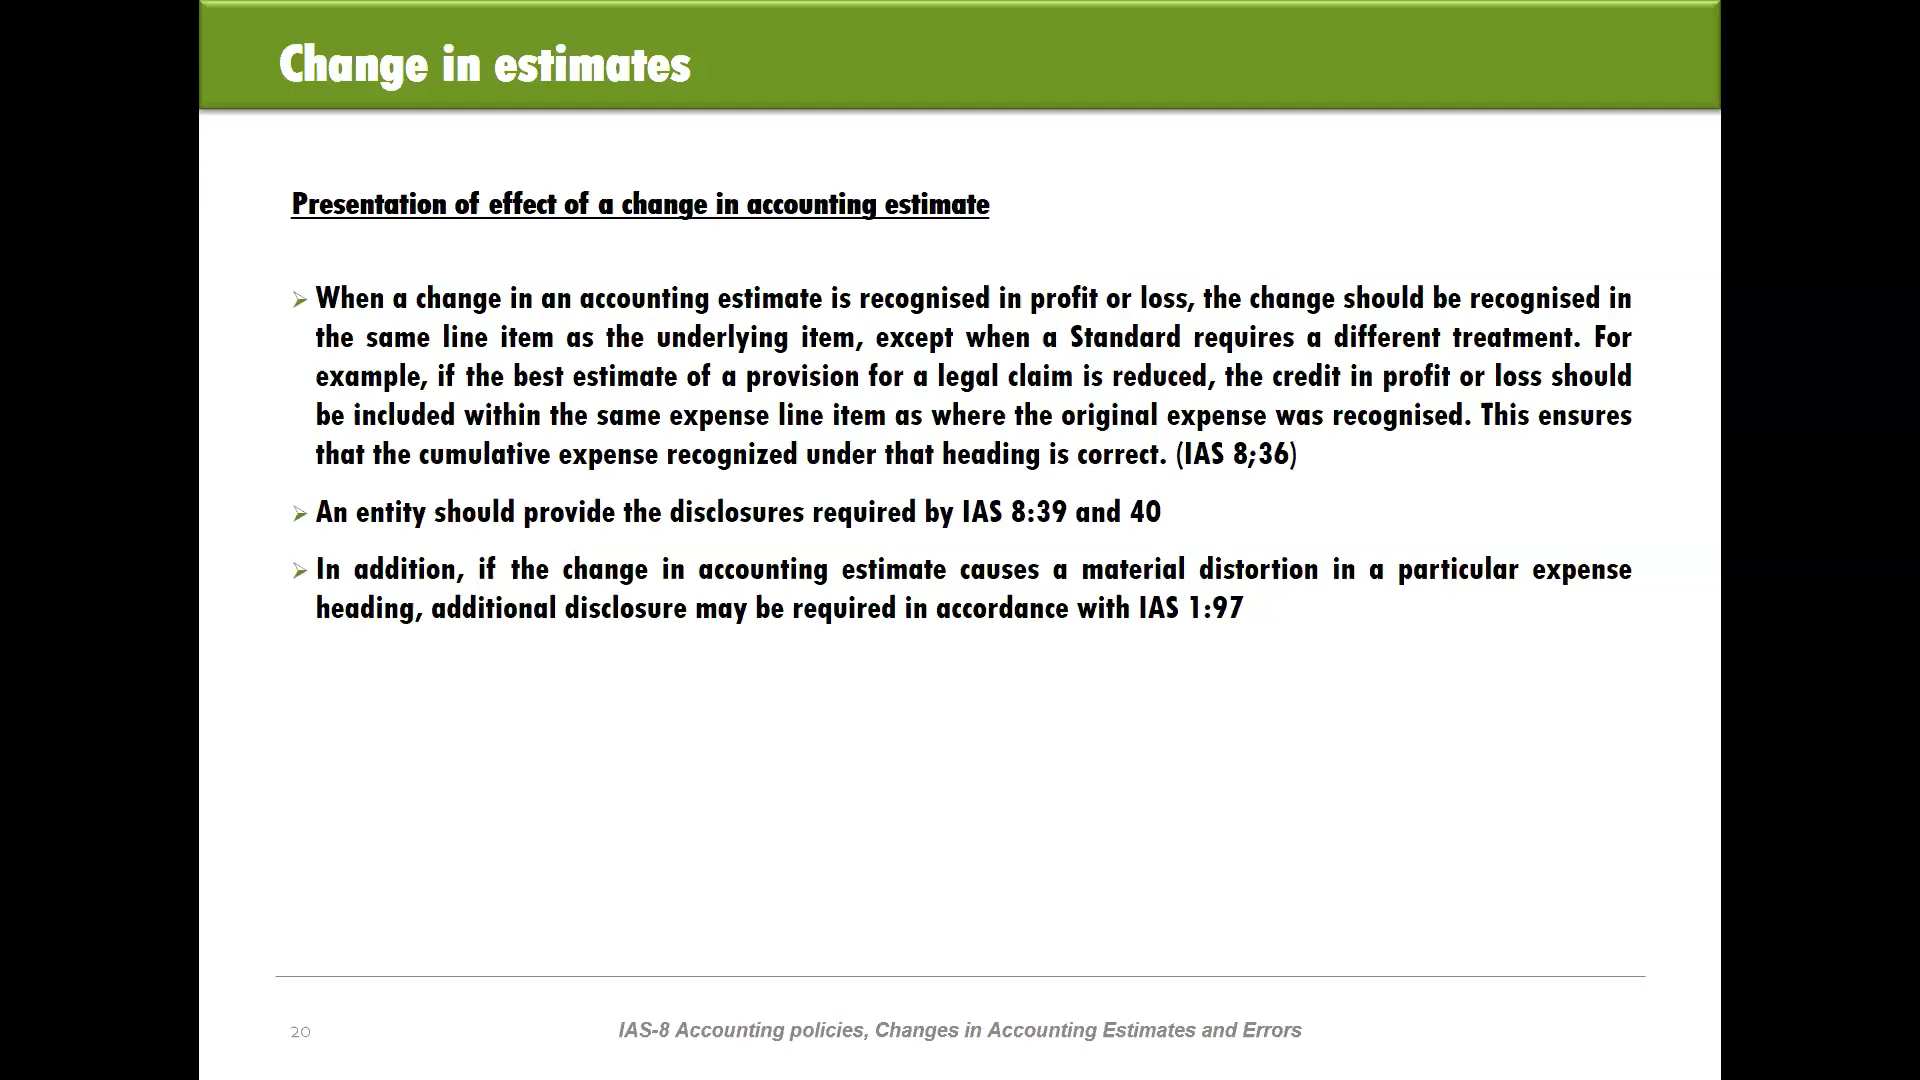 Change in estimates
Presentation of effect of a change in accounting estimate
When a change in an accounting estimate is recognised in profit or loss, the change should be recognised in
the same line item as the underlying item, except when a Standard requires a different treatment. For
example, if the best estimate of a provision for a legal claim is reduced, the credit in profit or loss should
be included within the same expense line item as where the original expense was recognised. This ensures
that the cumulative expense recognized under that heading is correct. (IAS 8;36)
An entity should provide the disclosures required by IAS 8:39 and 40
In addition, if the change in accounting estimate causes a material distortion in a particular expense
heading, additional disclosure may be required in accordance with IAS 1:97
20
IAS-8 Accounting policies, Changes in Accounting Estimates and Errors